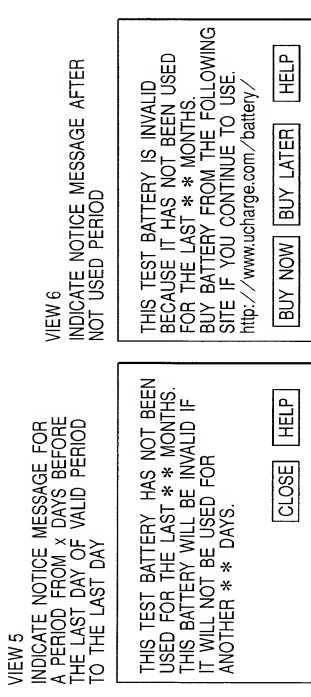 VIEW 5
INDICATE NOTICE MESSAGE FOR
A PERIOD FROM x DAYS BEFORE
THE LAST DAY OF VALID PERIOD
TO THE LAST DAY
THIS TEST BATTERY HAS NOT BEEN
USED FOR THE LAST * * MONTHS.
THIS BATTERY WILL BE INVALID IF
IT WILL NOT BE USED FOR
ANOTHER * * DAYS.
CLOSE HELP
VIEW 6
INDICATE NOTICE MESSAGE AFTER
NOT USED PERIOD
THIS TEST BATTERY IS INVALID
BECAUSE IT HAS NOT BEEN USED
FOR THE LAST * * MONTHS.
BUY BATTERY FROM THE FOLLOWING
SITE IF YOU CONTINUE TO USE.
http://www.ucharge.com/battery/
BUY NOW BUY LATER HELP